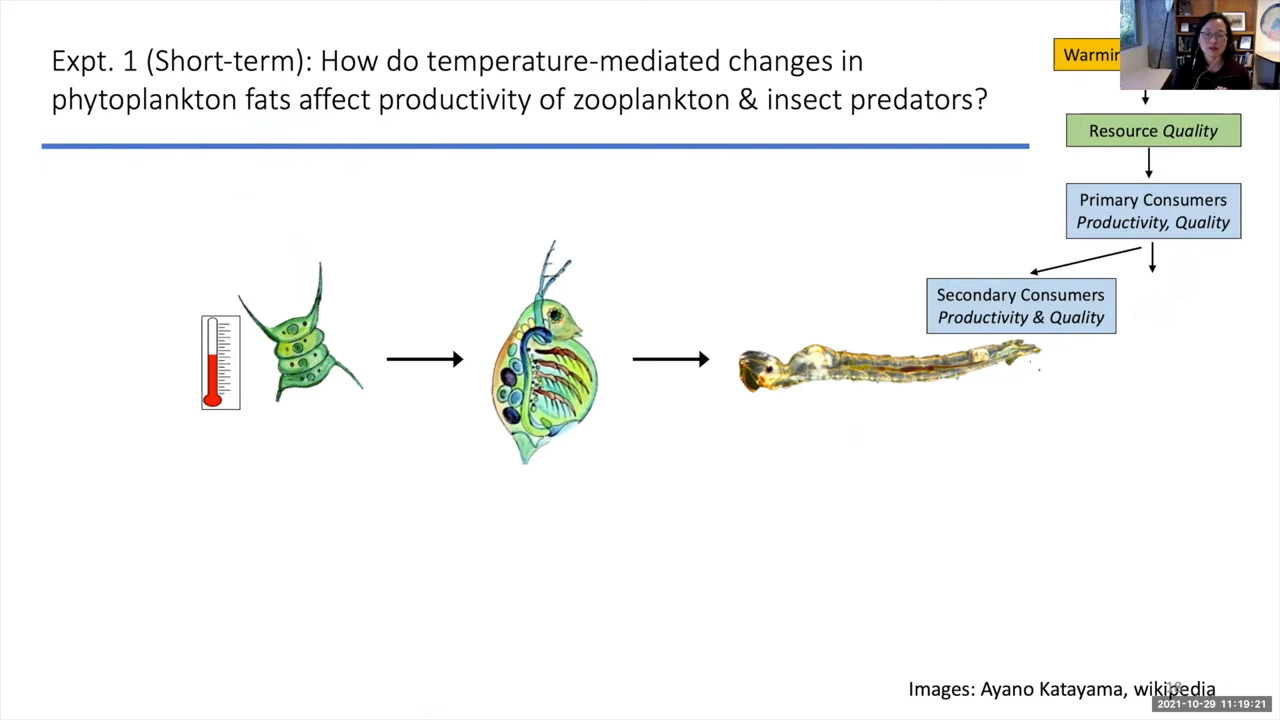 Expt. 1 (Short-term): How do temperature-mediated changes in
phytoplankton fats affect productivity of zooplankton & insect predators?
Warmin
Resource Quality
Primary Consumers
Productivity, Quality
Secondary Consumers
Productivity & Quality
Images: Ayano Katayama, wikipedia
2021-10-29 11:19:21